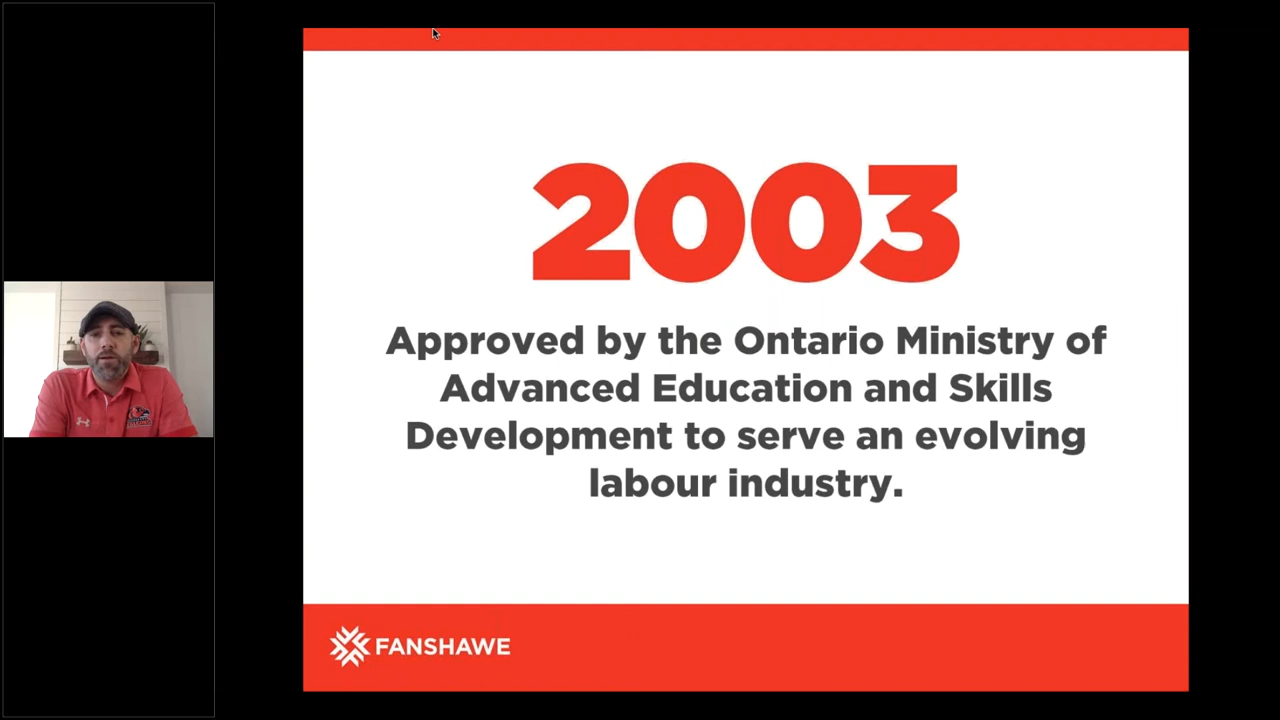 2003
Approved by the Ontario Ministry of
Advanced Education and Skills
Development to serve an evolving
labour industry.
FANSHAWE